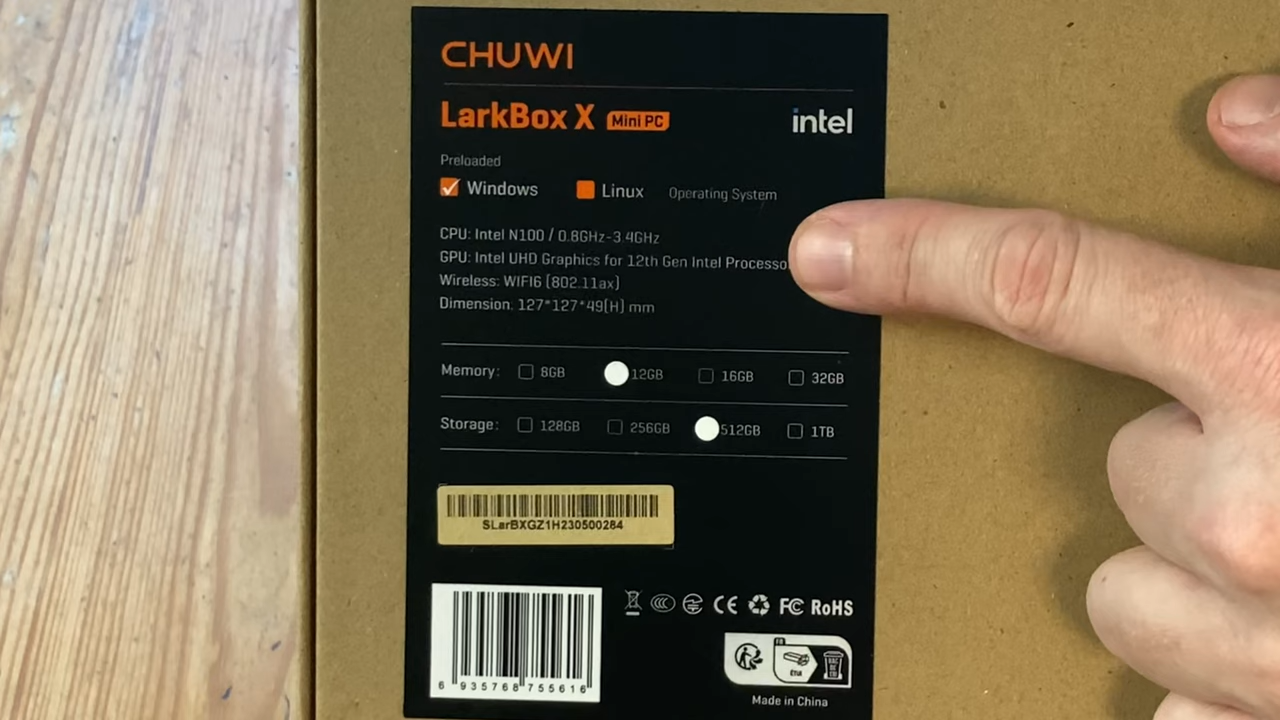 CHUWI
LarkBox X Mini PC
intel
Preloaded
Windows Linux Operating System
CPU: Intel N100 / 0.8GHz-3.4GHz
GPU: Intel UHD Graphics for 12th Gen Intel Processo
Wireless: WIFI6 (802.11ax)
Dimension: 127*127*49(H) mm
Memory: 8GB 12GB 16GB 32GB
Storage: 128GB 256GB 512GB 1TB
SLarBXGZ1H230500284
CE FC RoHS
FR
6 935768 755616
Made in China